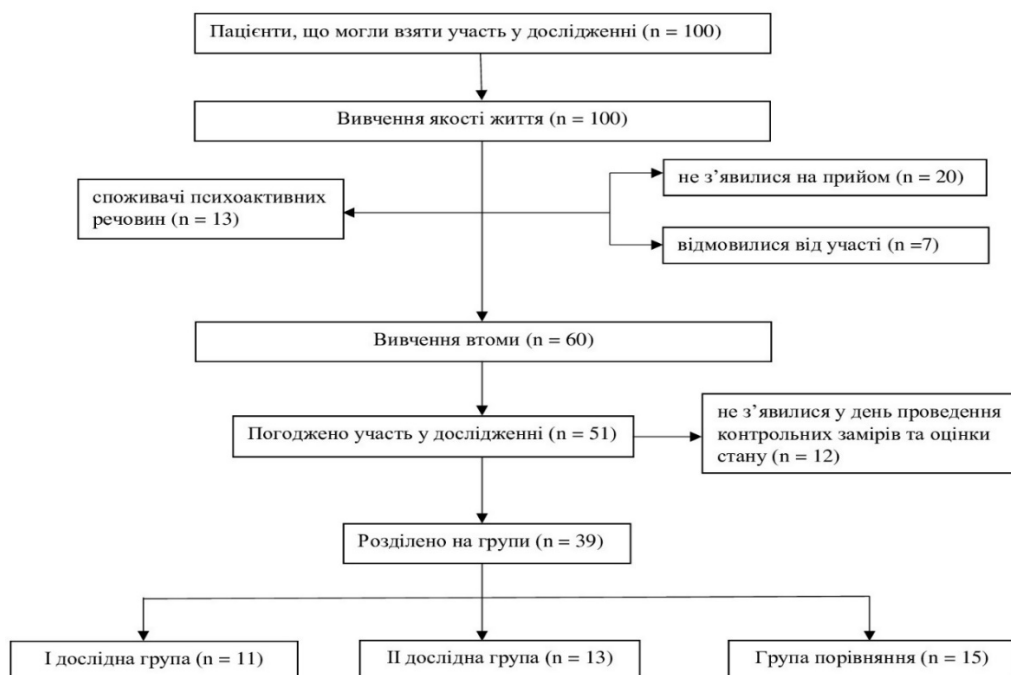 Пацієнти, що могли взяти участь у дослідженні (n = 100)
Вивчення якості життя (n = 100)
споживачі психоактивних
речовин (n = 13)
не з’явилися на прийом (n = 20)
відмовилися від участі (n =7)
Вивчення втоми (n = 60)
Погоджено участь у дослідженні (n = 51)
не з’явилися у день проведення
контрольних замірів та оцінки
стану (n = 12)
Розділено на групи (n = 39)
І дослідна група (n = 11)
ІІ дослідна група (n = 13)
Група порівняння (n = 15)